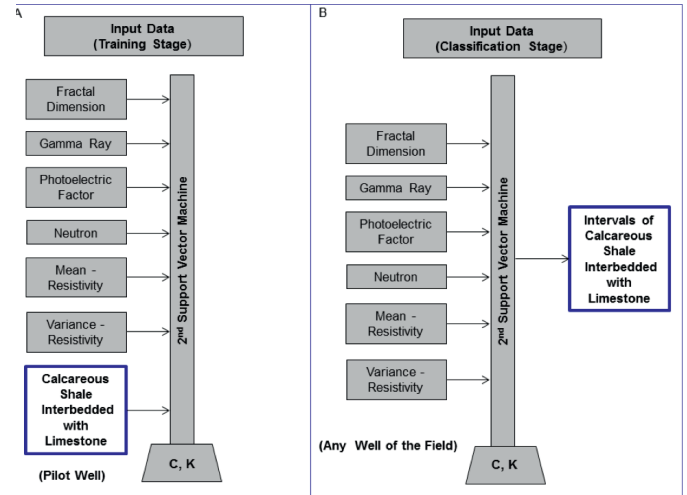 A
Input Data
(Training Stage)
Fractal
Dimension
Gamma Ray
Photoelectric
Factor
Neutron
Mean -
Resistivity
Variance -
Resistivity
Calcareous
Shale
Interbedded
with
Limestone
(Pilot Well)
2nd Support Vector Machine
C, K
B
Input Data
(Classification Stage)
Fractal
Dimension
Gamma Ray
Photoelectric
Factor
Neutron
Mean -
Resistivity
Variance -
Resistivity
(Any Well of the Field)
2nd Support Vector Machine
C, K
Intervals of
Calcareous
Shale
Interbedded
with
Limestone